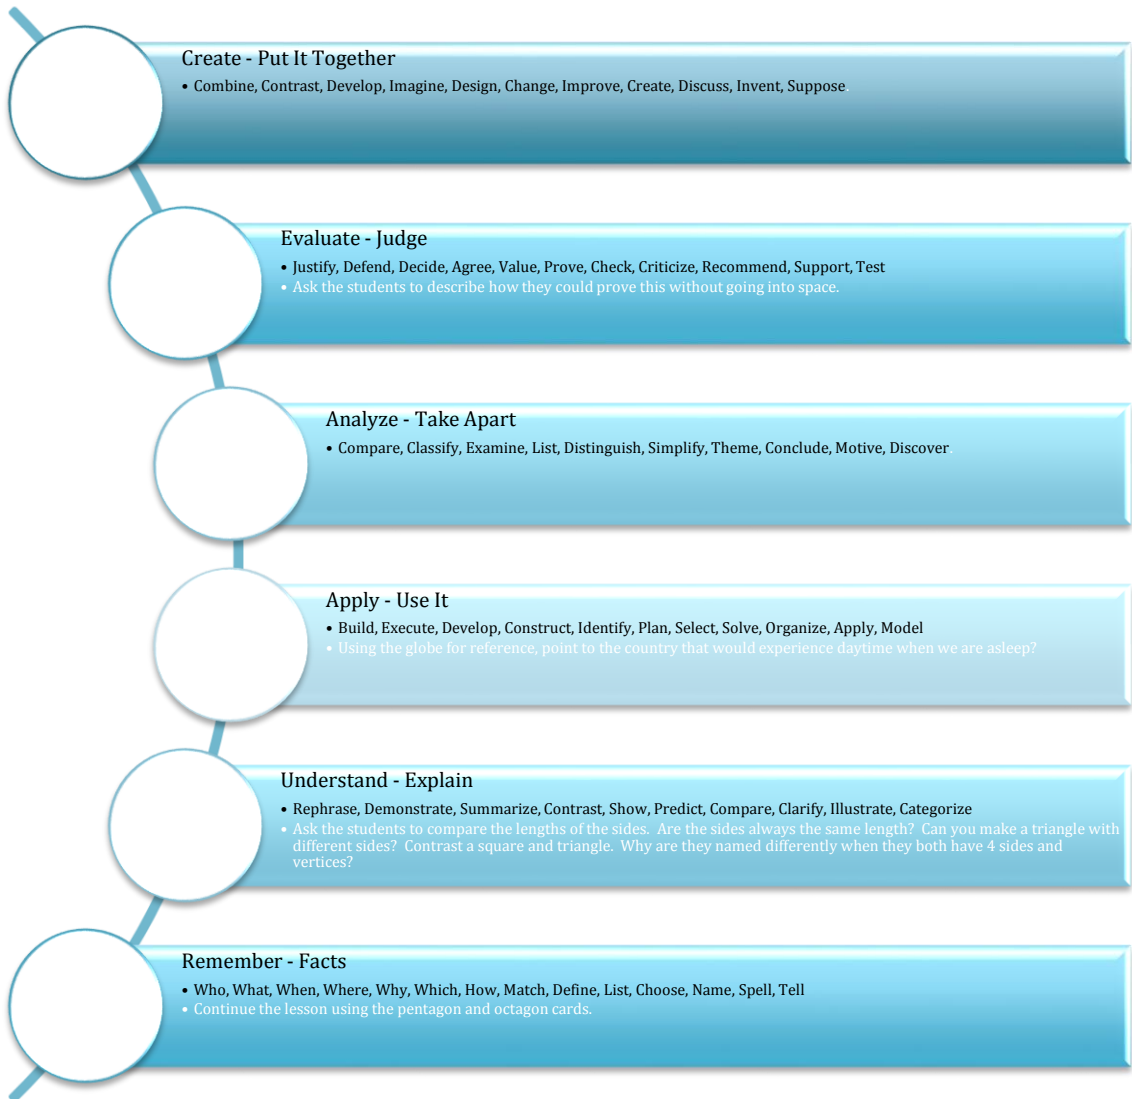 Create - Put It Together
• Combine, Contrast, Develop, Imagine, Design, Change, Improve, Create, Discuss, Invent, Suppose.
Evaluate - Judge
• Justify, Defend, Decide, Agree, Value, Prove, Check, Criticize, Recommend, Support, Test
• Ask the students to describe how they could prove this without going into space.
Analyze - Take Apart
• Compare, Classify, Examine, List, Distinguish, Simplify, Theme, Conclude, Motive, Discover
Apply - Use It
• Build, Execute, Develop, Construct, Identify, Plan, Select, Solve, Organize, Apply, Model
• Using the globe for reference, point to the country that would experience daytime when we are asleep?
Understand - Explain
• Rephrase, Demonstrate, Summarize, Contrast, Show, Predict, Compare, Clarify, Illustrate, Categorize
• Ask the students to compare the lengths of the sides.  Are the sides always the same length?  Can you make a triangle with
different sides?  Contrast a square and triangle.  Why are they named differently when they both have 4 sides and
vertices?
Remember - Facts
• Who, What, When, Where, Why, Which, How, Match, Define, List, Choose, Name, Spell, Tell
• Continue the lesson using the pentagon and octagon cards.